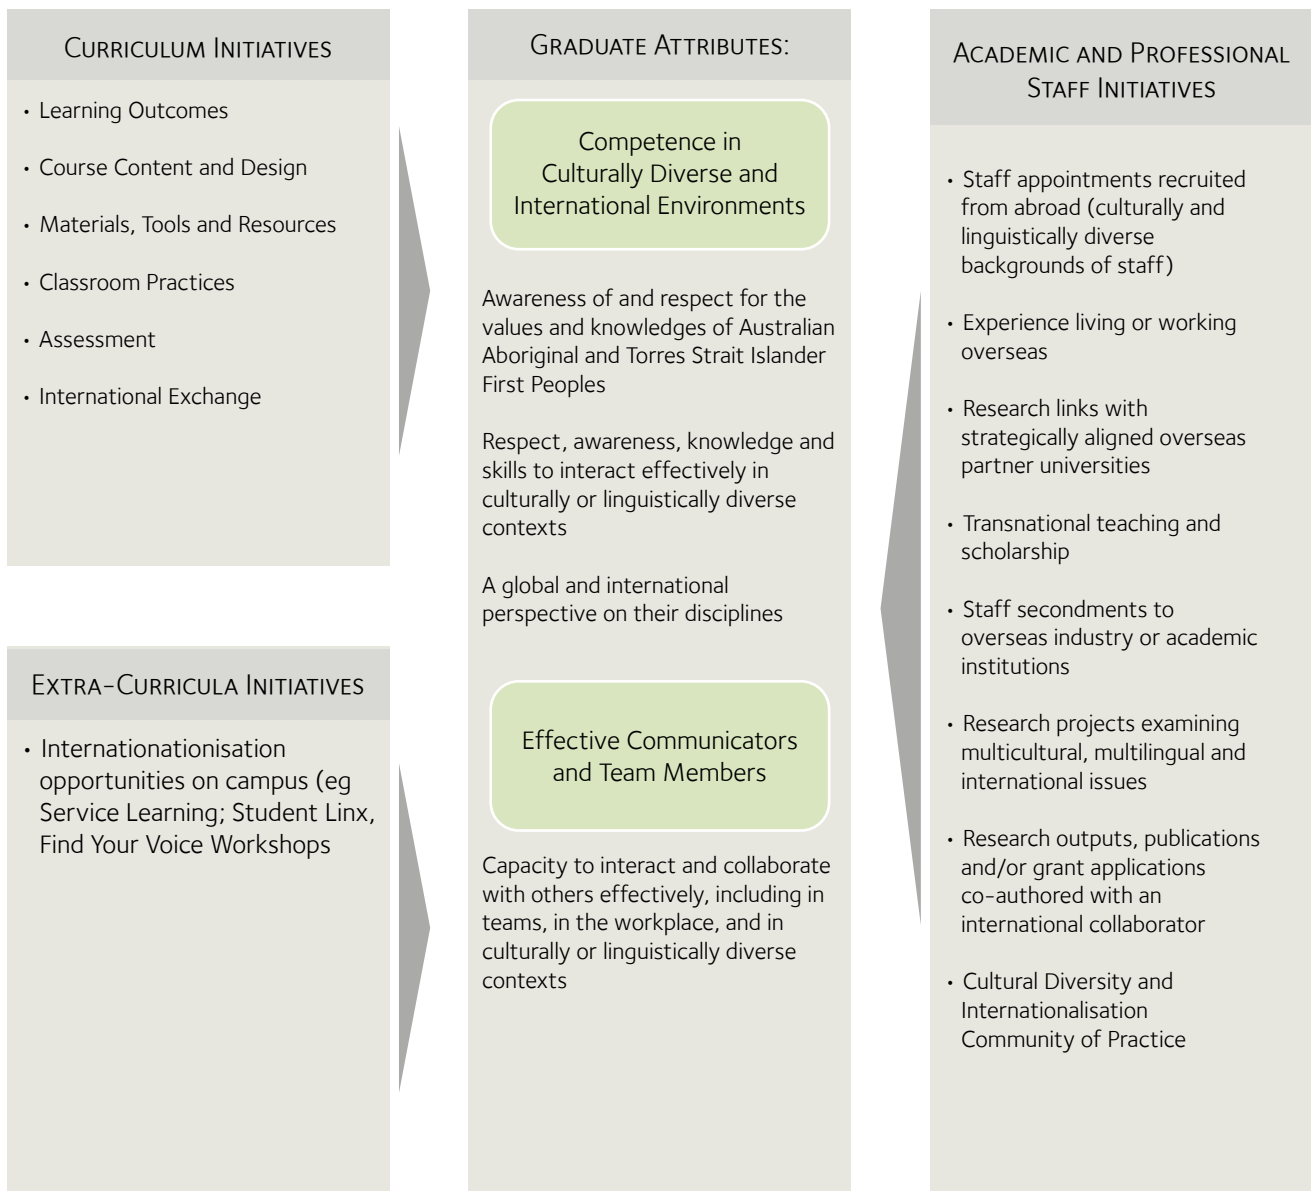 CURRICULUM INITIATIVES
• Learning Outcomes
• Course Content and Design
• Materials, Tools and Resources
• Classroom Practices
• Assessment
• International Exchange
EXTRA-CURRICULA INITIATIVES
• Internationationisation
opportunities on campus (eg
Service Learning; Student Linx,
Find Your Voice Workshops
GRADUATE ATTRIBUTES:
Competence in
Culturally Diverse and
International Environments
Awareness of and respect for the
values and knowledges of Australian
Aboriginal and Torres Strait Islander
First Peoples
Respect, awareness, knowledge and
skills to interact effectively in
culturally or linguistically diverse
contexts
A global and international
perspective on their disciplines
Effective Communicators
and Team Members
Capacity to interact and collaborate
with others effectively, including in
teams, in the workplace, and in
culturally or linguistically diverse
contexts
ACADEMIC AND PROFESSIONAL
STAFF INITIATIVES
• Staff appointments recruited
from abroad (culturally and
linguistically diverse
backgrounds of staff)
• Experience living or working
overseas
• Research links with
strategically aligned overseas
partner universities
• Transnational teaching and
scholarship
• Staff secondments to
overseas industry or academic
institutions
• Research projects examining
multicultural, multilingual and
international issues
• Research outputs, publications
and/or grant applications
co-authored with an
international collaborator
• Cultural Diversity and
Internationalisation
Community of Practice